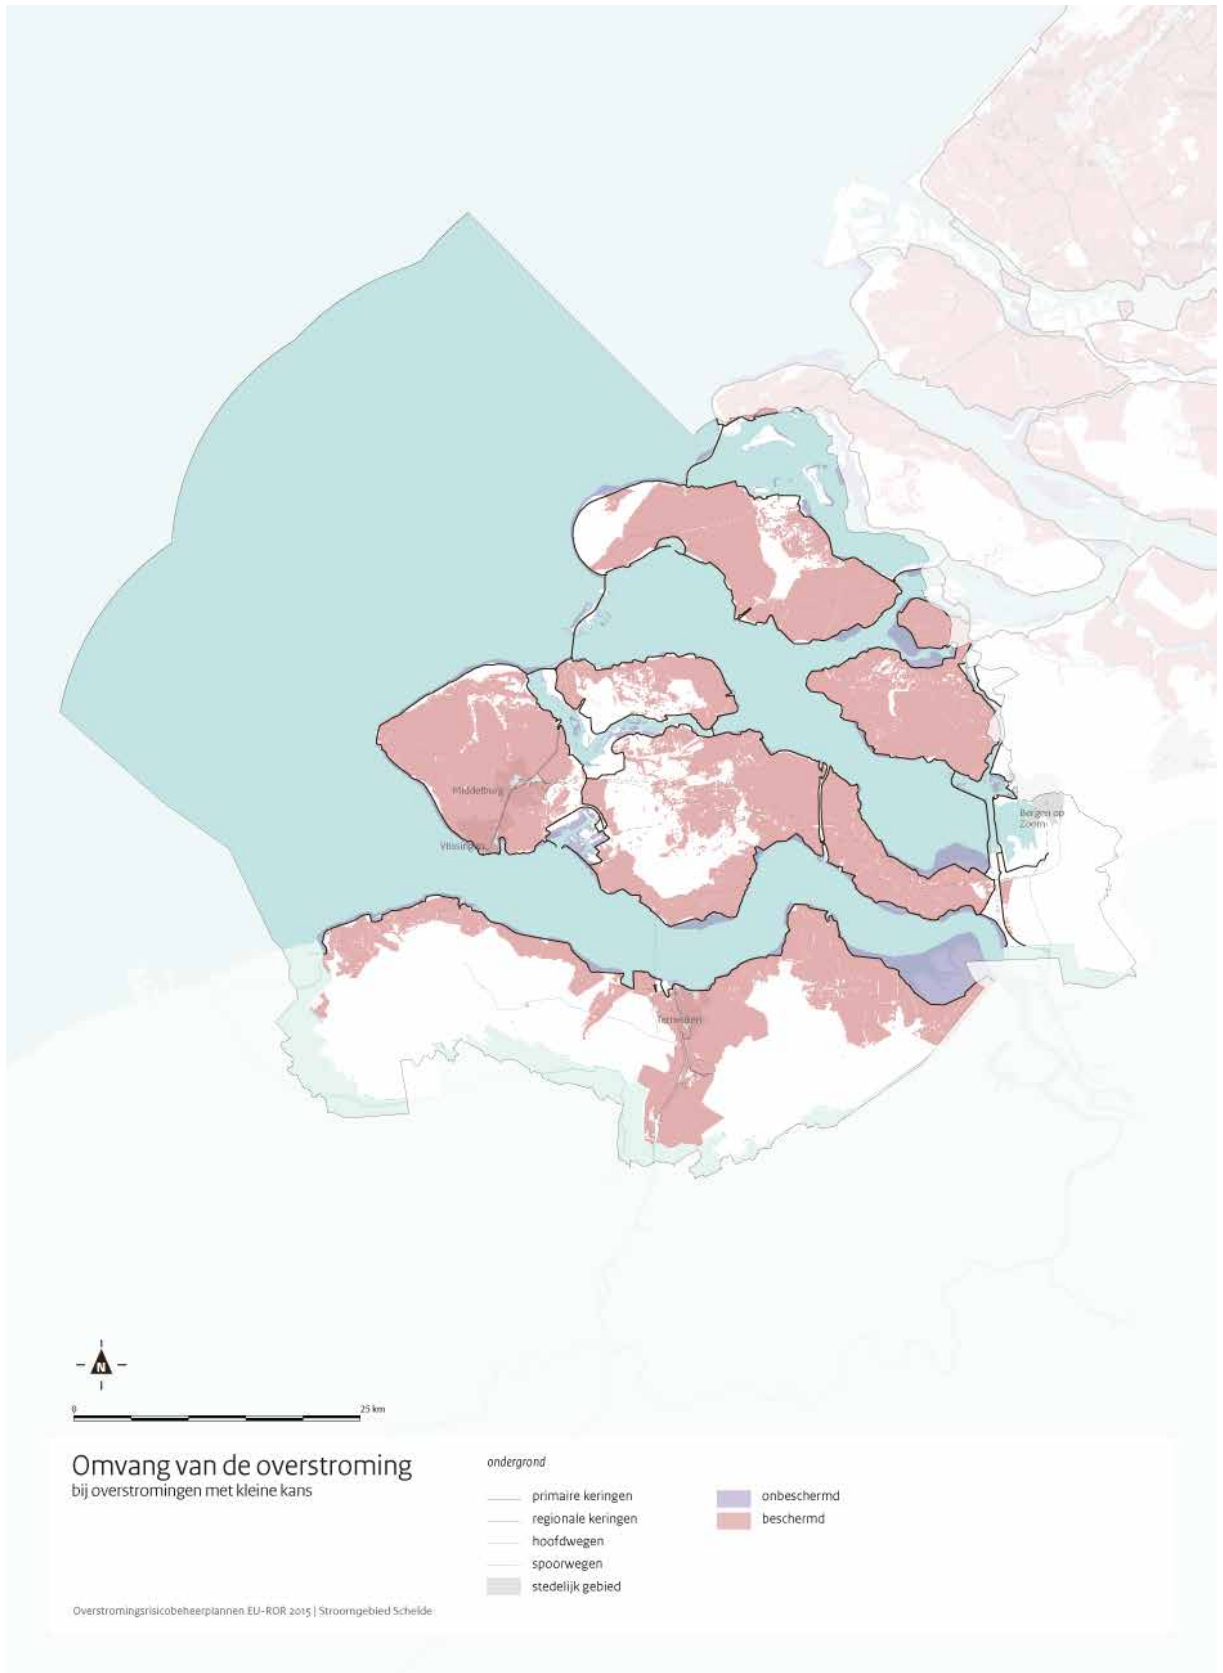 Middelburg
Vlissingen
Bergen op
Zoom
Terneuzen
N
0
25 km
Omvang van de overstroming
bij overstromingen met kleine kans
ondergrond
primaire keringen
regionale keringen
hoofdwegen
spoorwegen
stedelijk gebied
onbeschermd
beschermd
Overstromingsrisicobeheerplannen EU-ROR 2015 | Stroomgebied Schelde